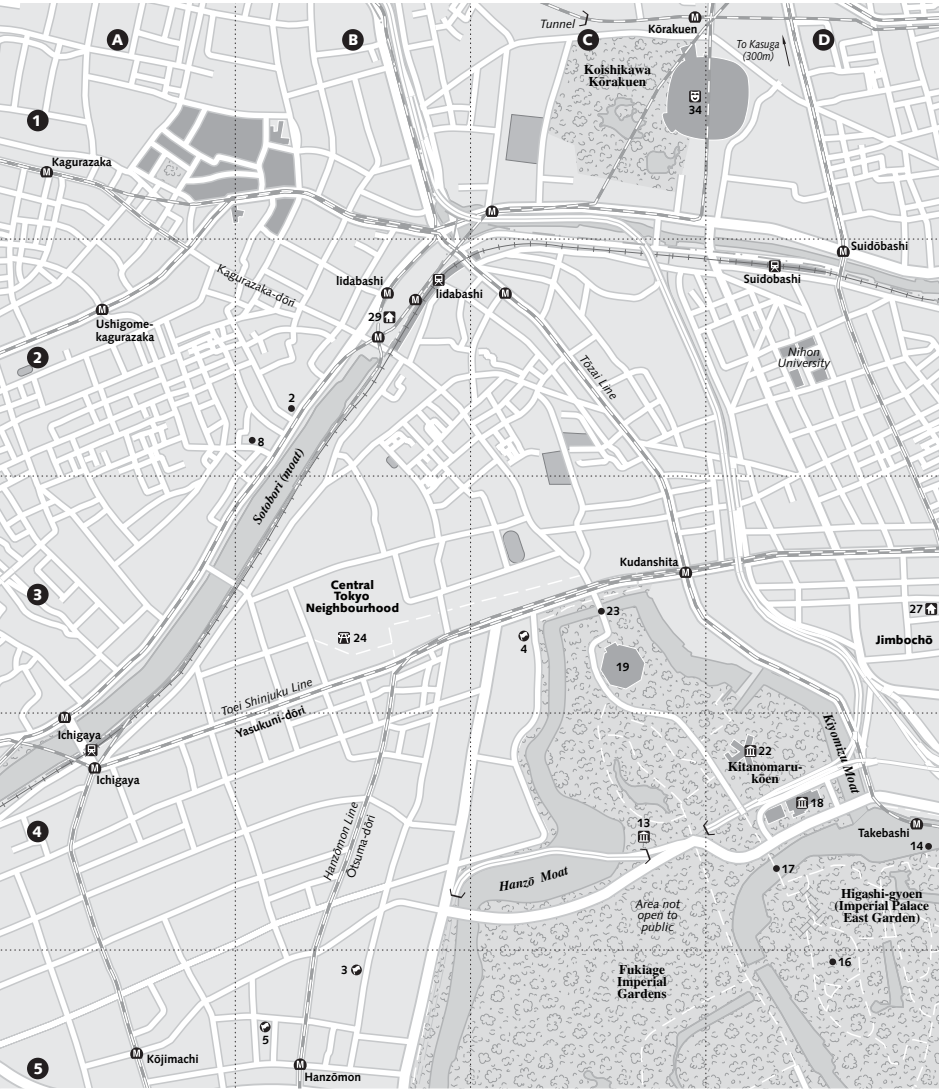 A
B
C
D
Tunnel
Kōrakuen
To Kasuga
(300m)
Koishikawa
Kōrakuen
34
1
Kagurazaka
M
Suidōbashi
Kagurazaka-dōri
Iidabashi
Iidabashi
Suidobashi
29
Ushigome-
kagurazaka
2
Nihon
University
Tōzai Line
2
8
Sotobori (moat)
Kudanshita
3
Central
Tokyo
Neighbourhood
24
23
27
4
Jimbochō
19
Toei Shinjuku Line
Yasukuni-dōri
Ichigaya
Ichigaya
Kiyomizu Moat
22
Kitanomaru-
kōen
18
Hanzōmon Line
Ōtsuma-dōri
4
13
Takebashi
14
17
Hanzō Moat
Higashi-gyoen
(Imperial Palace
East Garden)
Area not
open to
public
16
3
Fukiage
Imperial
Gardens
5
Kōjimachi
5
Hanzōmon